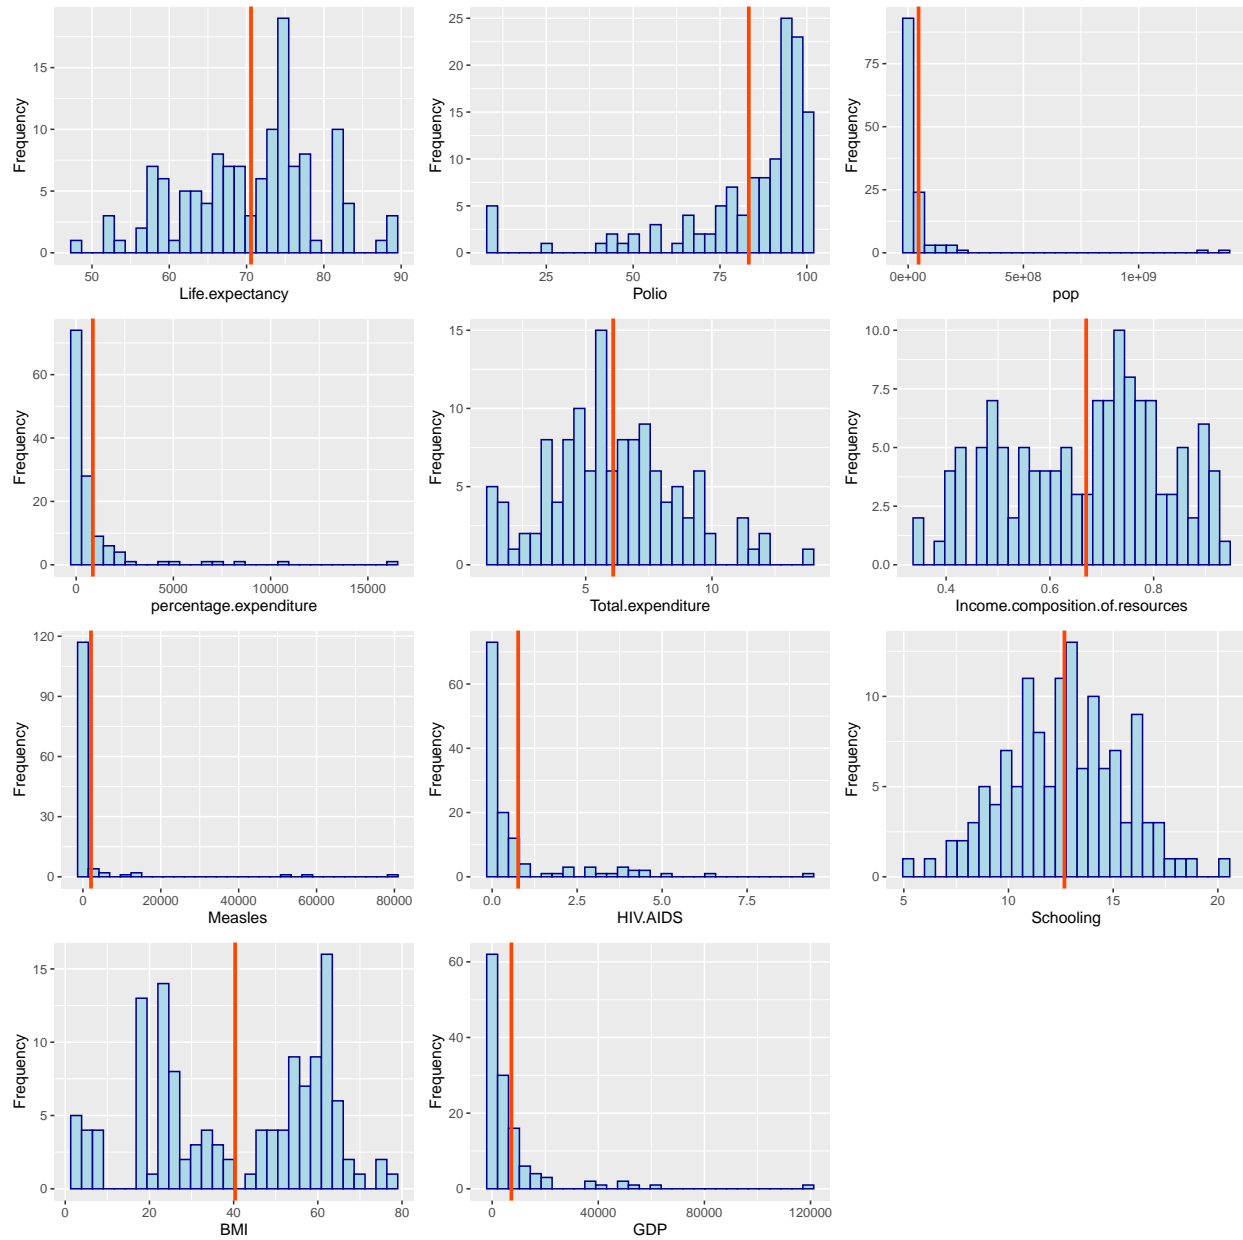 Frequency
15
10
5
0
50 60 70 80 90
Life.expectancy
Frequency
25
20
15
10
5
0
25 50 75 100
Polio
Frequency
75
50
25
0
0e+00 5e+08 1e+09
pop
Frequency
60
40
20
0
0 5000 10000 15000
percentage.expenditure
Frequency
15
10
5
0
5 10
Total.expenditure
Frequency
10.0
7.5
5.0
2.5
0.0
0.4 0.6 0.8
Income.composition.of.resources
Frequency
120
90
60
30
0
0 20000 40000 60000 80000
Measles
Frequency
60
40
20
0
0.0 2.5 5.0 7.5
HIV.AIDS
Frequency
10
5
0
5 10 15 20
Schooling
Frequency
15
10
5
0
0 20 40 60 80
BMI
Frequency
60
40
20
0
0 40000 80000 120000
GDP